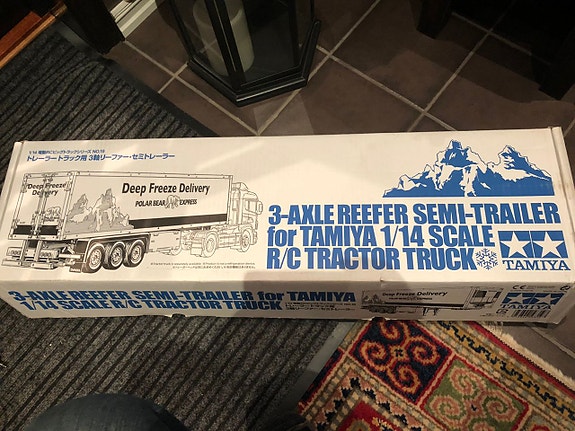 1/14 電動RCビッグトラックシリーズ NO.19
トレーラートラック用 3軸リーファー・セミトレーラー
Deep Freeze
Delivery
Deep Freeze Delivery
POLAR BEAR EXPRESS
3-AXLE REEFER SEMI-TRAILER
for TAMIYA 1/14 SCALE
R/C TRACTOR TRUCK
TAMIYA
3-AXLE REEFER SEMI-TRAILER for TAMIYA
1/14 SCALE R/C TRACTOR TRUCK
Deep Freeze Delivery
TAMIYA